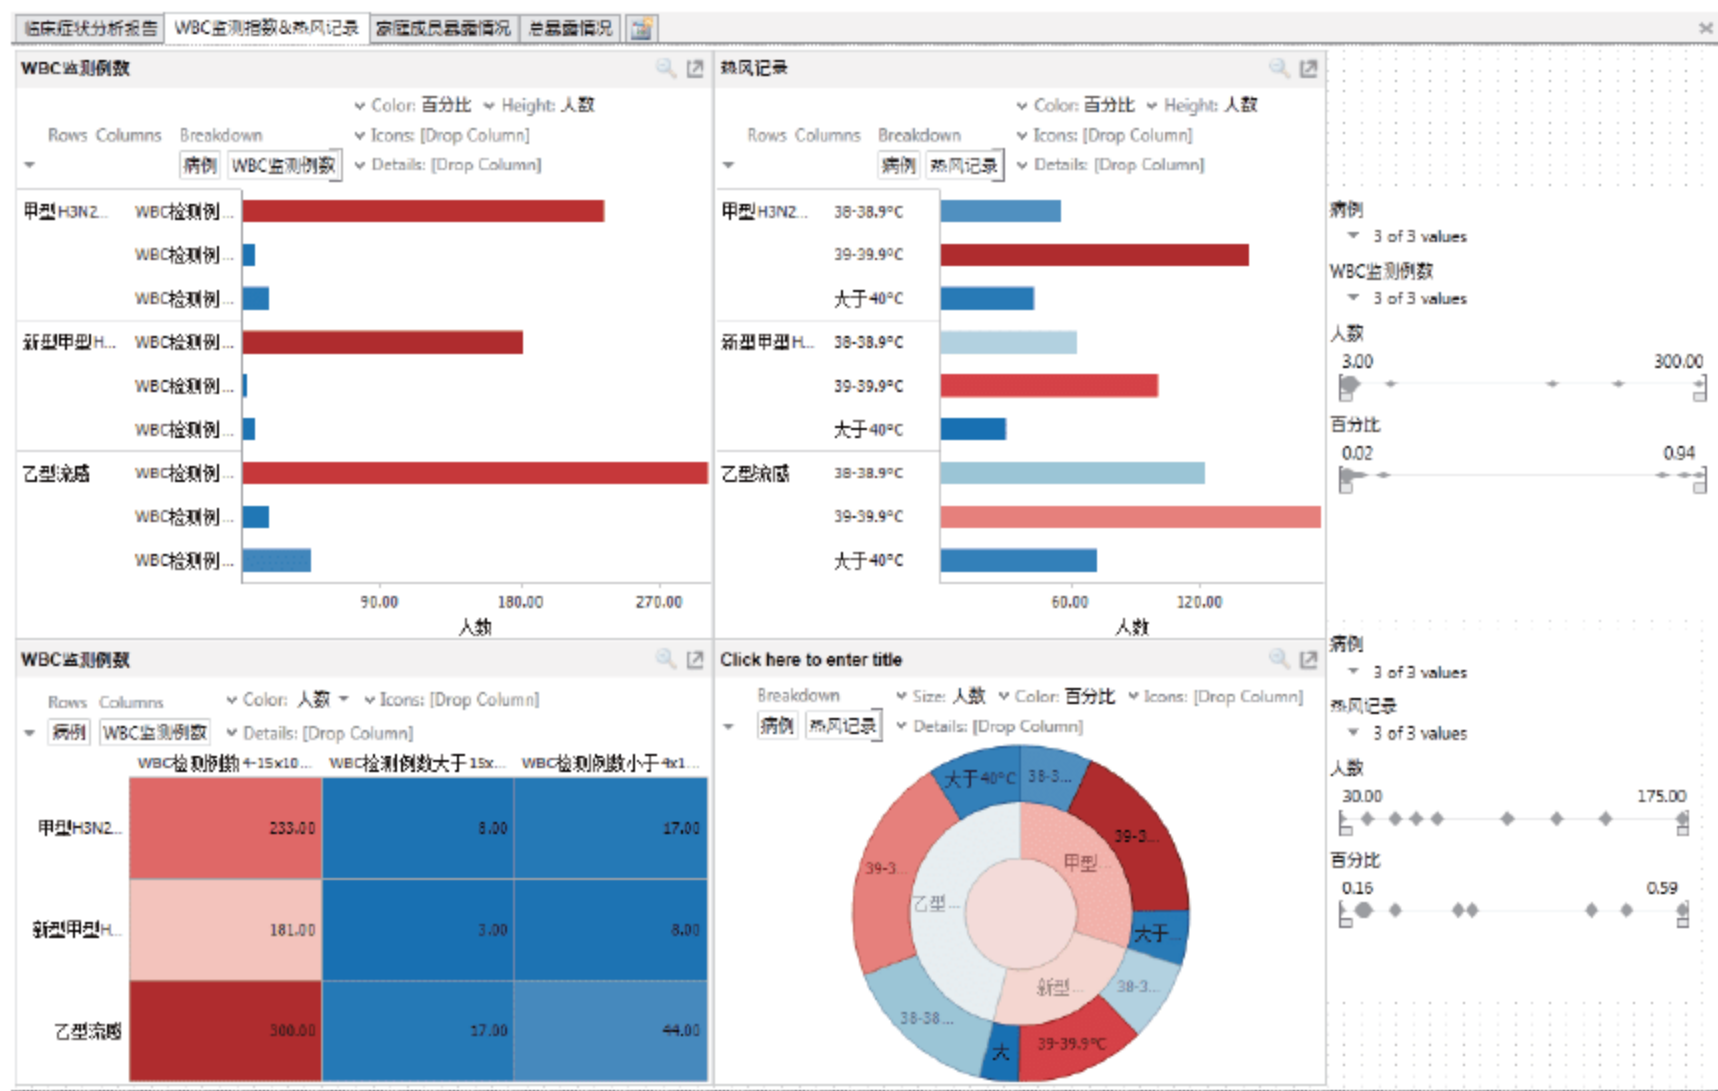 临床症状分析报告 WBC监测指数&热风记录 家庭成员暴露情况 总暴露情况
WBC监测例数
Color: 百分比 Height: 人数
Rows Columns Breakdown Icons: [Drop Column]
病例 WBC监测例数 Details: [Drop Column]
甲型H3N2... WBC检测例...
WBC检测例...
WBC检测例...
新型甲型H... WBC检测例...
WBC检测例...
WBC检测例...
乙型流感 WBC检测例...
WBC检测例...
WBC检测例...
90.00 180.00 270.00
人数
热风记录
Color: 百分比 Height: 人数
Rows Columns Breakdown Icons: [Drop Column]
病例 热风记录 Details: [Drop Column]
甲型H3N2... 38-38.9°C
39-39.9°C
大于40°C
新型甲型H... 38-38.9°C
39-39.9°C
大于40°C
乙型流感 38-38.9°C
39-39.9°C
大于40°C
60.00 120.00
人数
病例
3 of 3 values
WBC监测例数
3 of 3 values
人数
3.00 300.00
百分比
0.02 0.94
WBC监测例数
Rows Columns Color: 人数 Icons: [Drop Column]
病例 WBC监测例数 Details: [Drop Column]
WBC检测例数 4-15x10... WBC检测例数大于 15x... WBC检测例数小于 4x1...
甲型H3N2... 233.00 8.00 17.00
新型甲型H... 181.00 3.00 8.00
乙型流感 300.00 17.00 44.00
Click here to enter title
Breakdown Size: 人数 Color: 百分比 Icons: [Drop Column]
病例 热风记录 Details: [Drop Column]
大于40°C 38-3...
39-3... 39-3...
甲型...
乙型...
大于...
新型... 38-3...
38-38...
大 39-39.9°C
病例
3 of 3 values
热风记录
3 of 3 values
人数
30.00 175.00
百分比
0.16 0.59